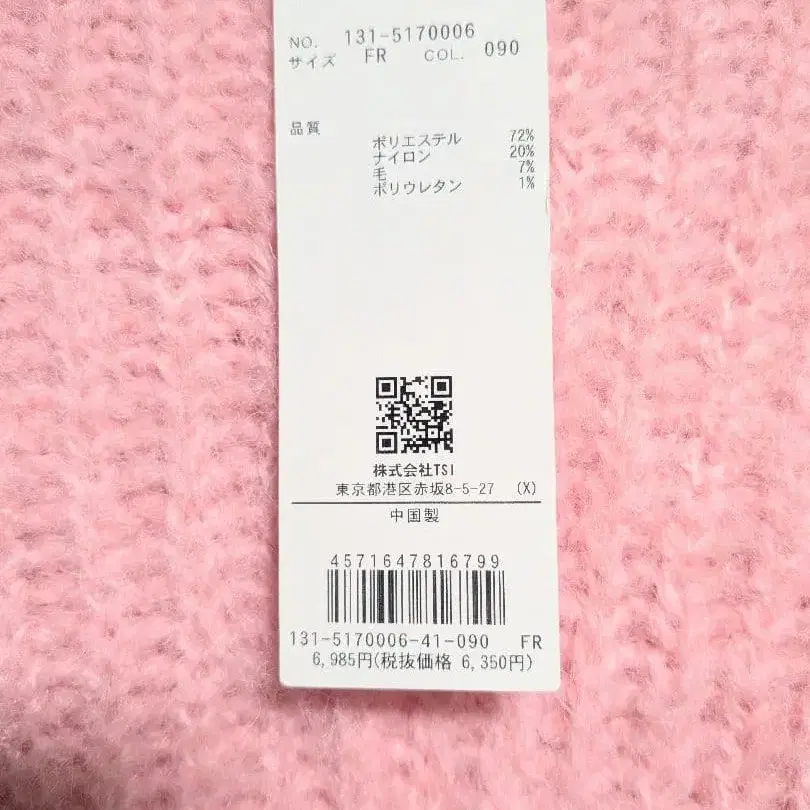 NO. 131-5170006
サイズ FR COL. 090
品質
ポリエステル 72%
ナイロン 20%
毛 7%
ポリウレタン 1%
株式会社TSI
東京都港区赤坂8-5-27 (X)
中国製
4571647816799
131-5170006-41-090 FR
6,985円(税抜価格 6,350円)